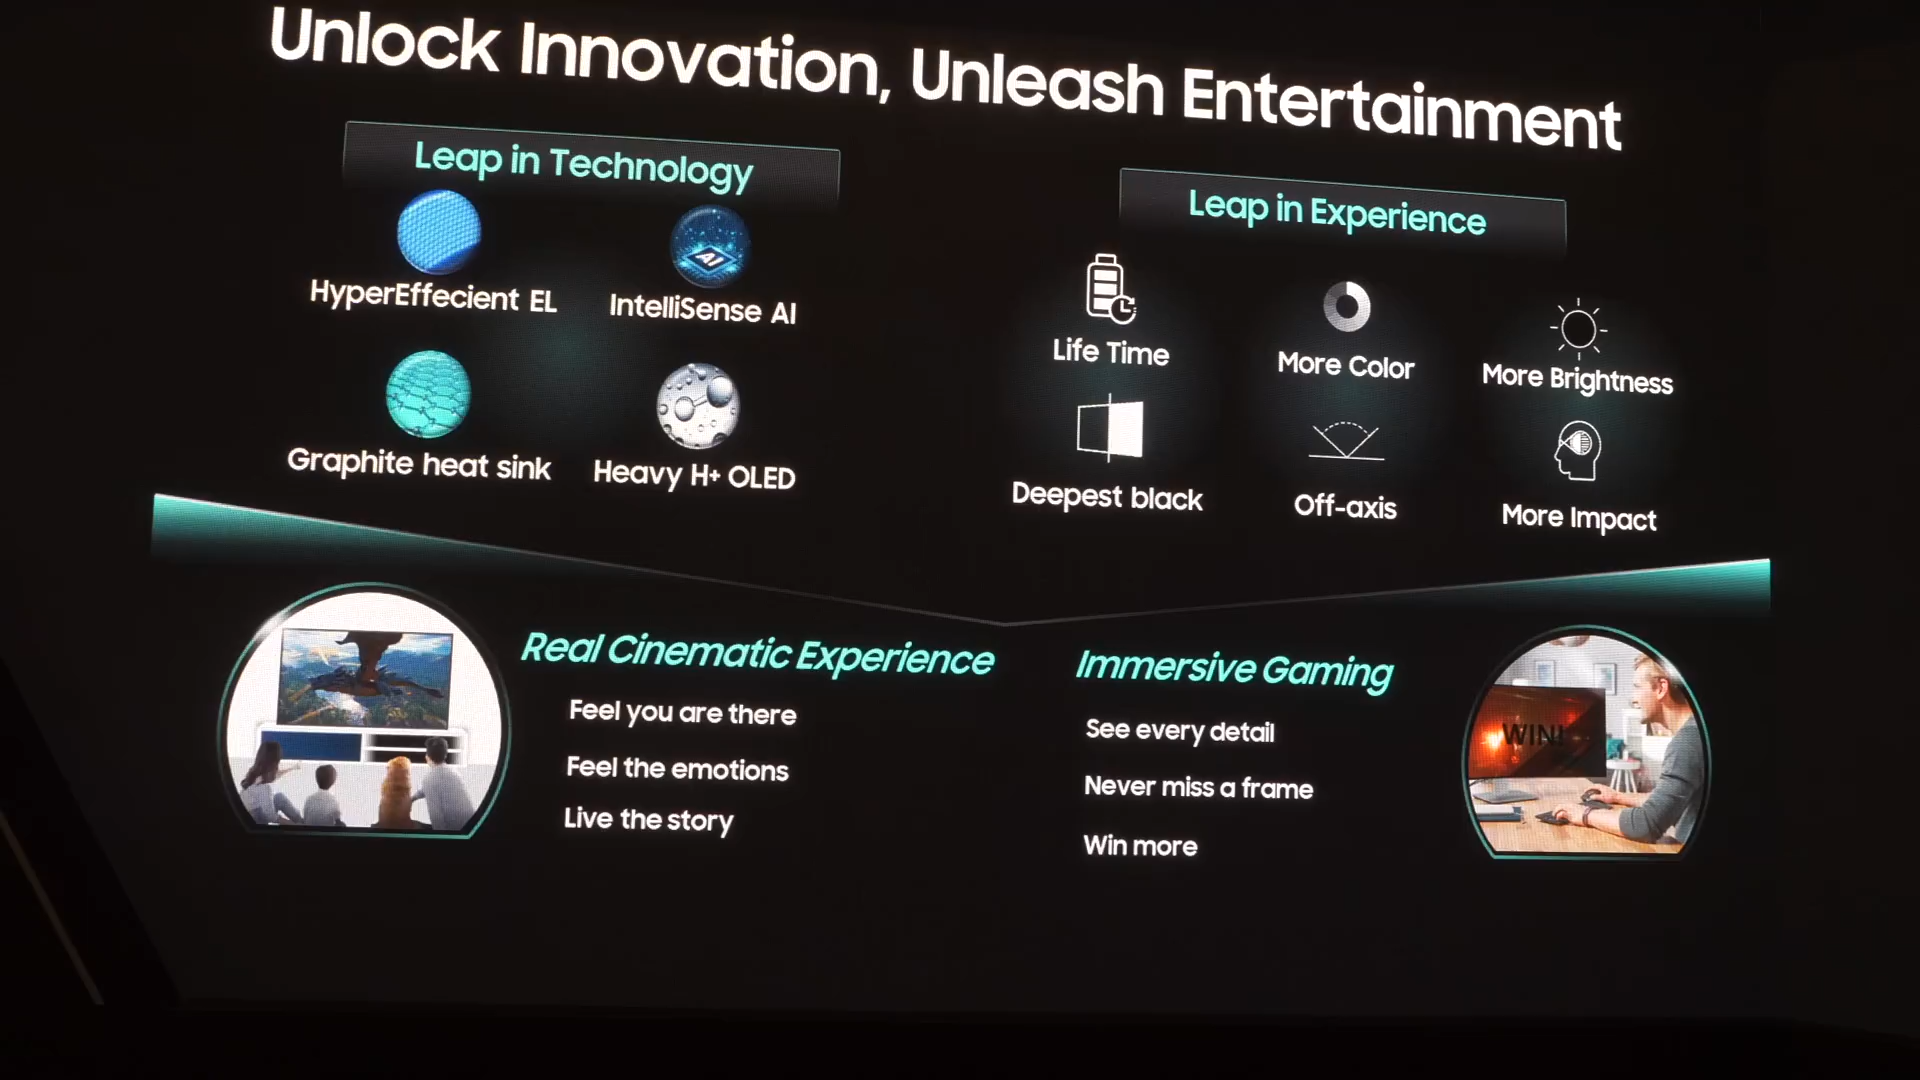 Unlock Innovation, Unleash Entertainment
Leap in Technology
HyperEffecient EL
AI
IntelliSense AI
Graphite heat sink
Heavy H+ OLED
Leap in Experience
Life Time
More Color
More Brightness
Deepest black
Off-axis
More Impact
Real Cinematic Experience
Feel you are there
Feel the emotions
Live the story
Immersive Gaming
See every detail
Never miss a frame
Win more
WIN!